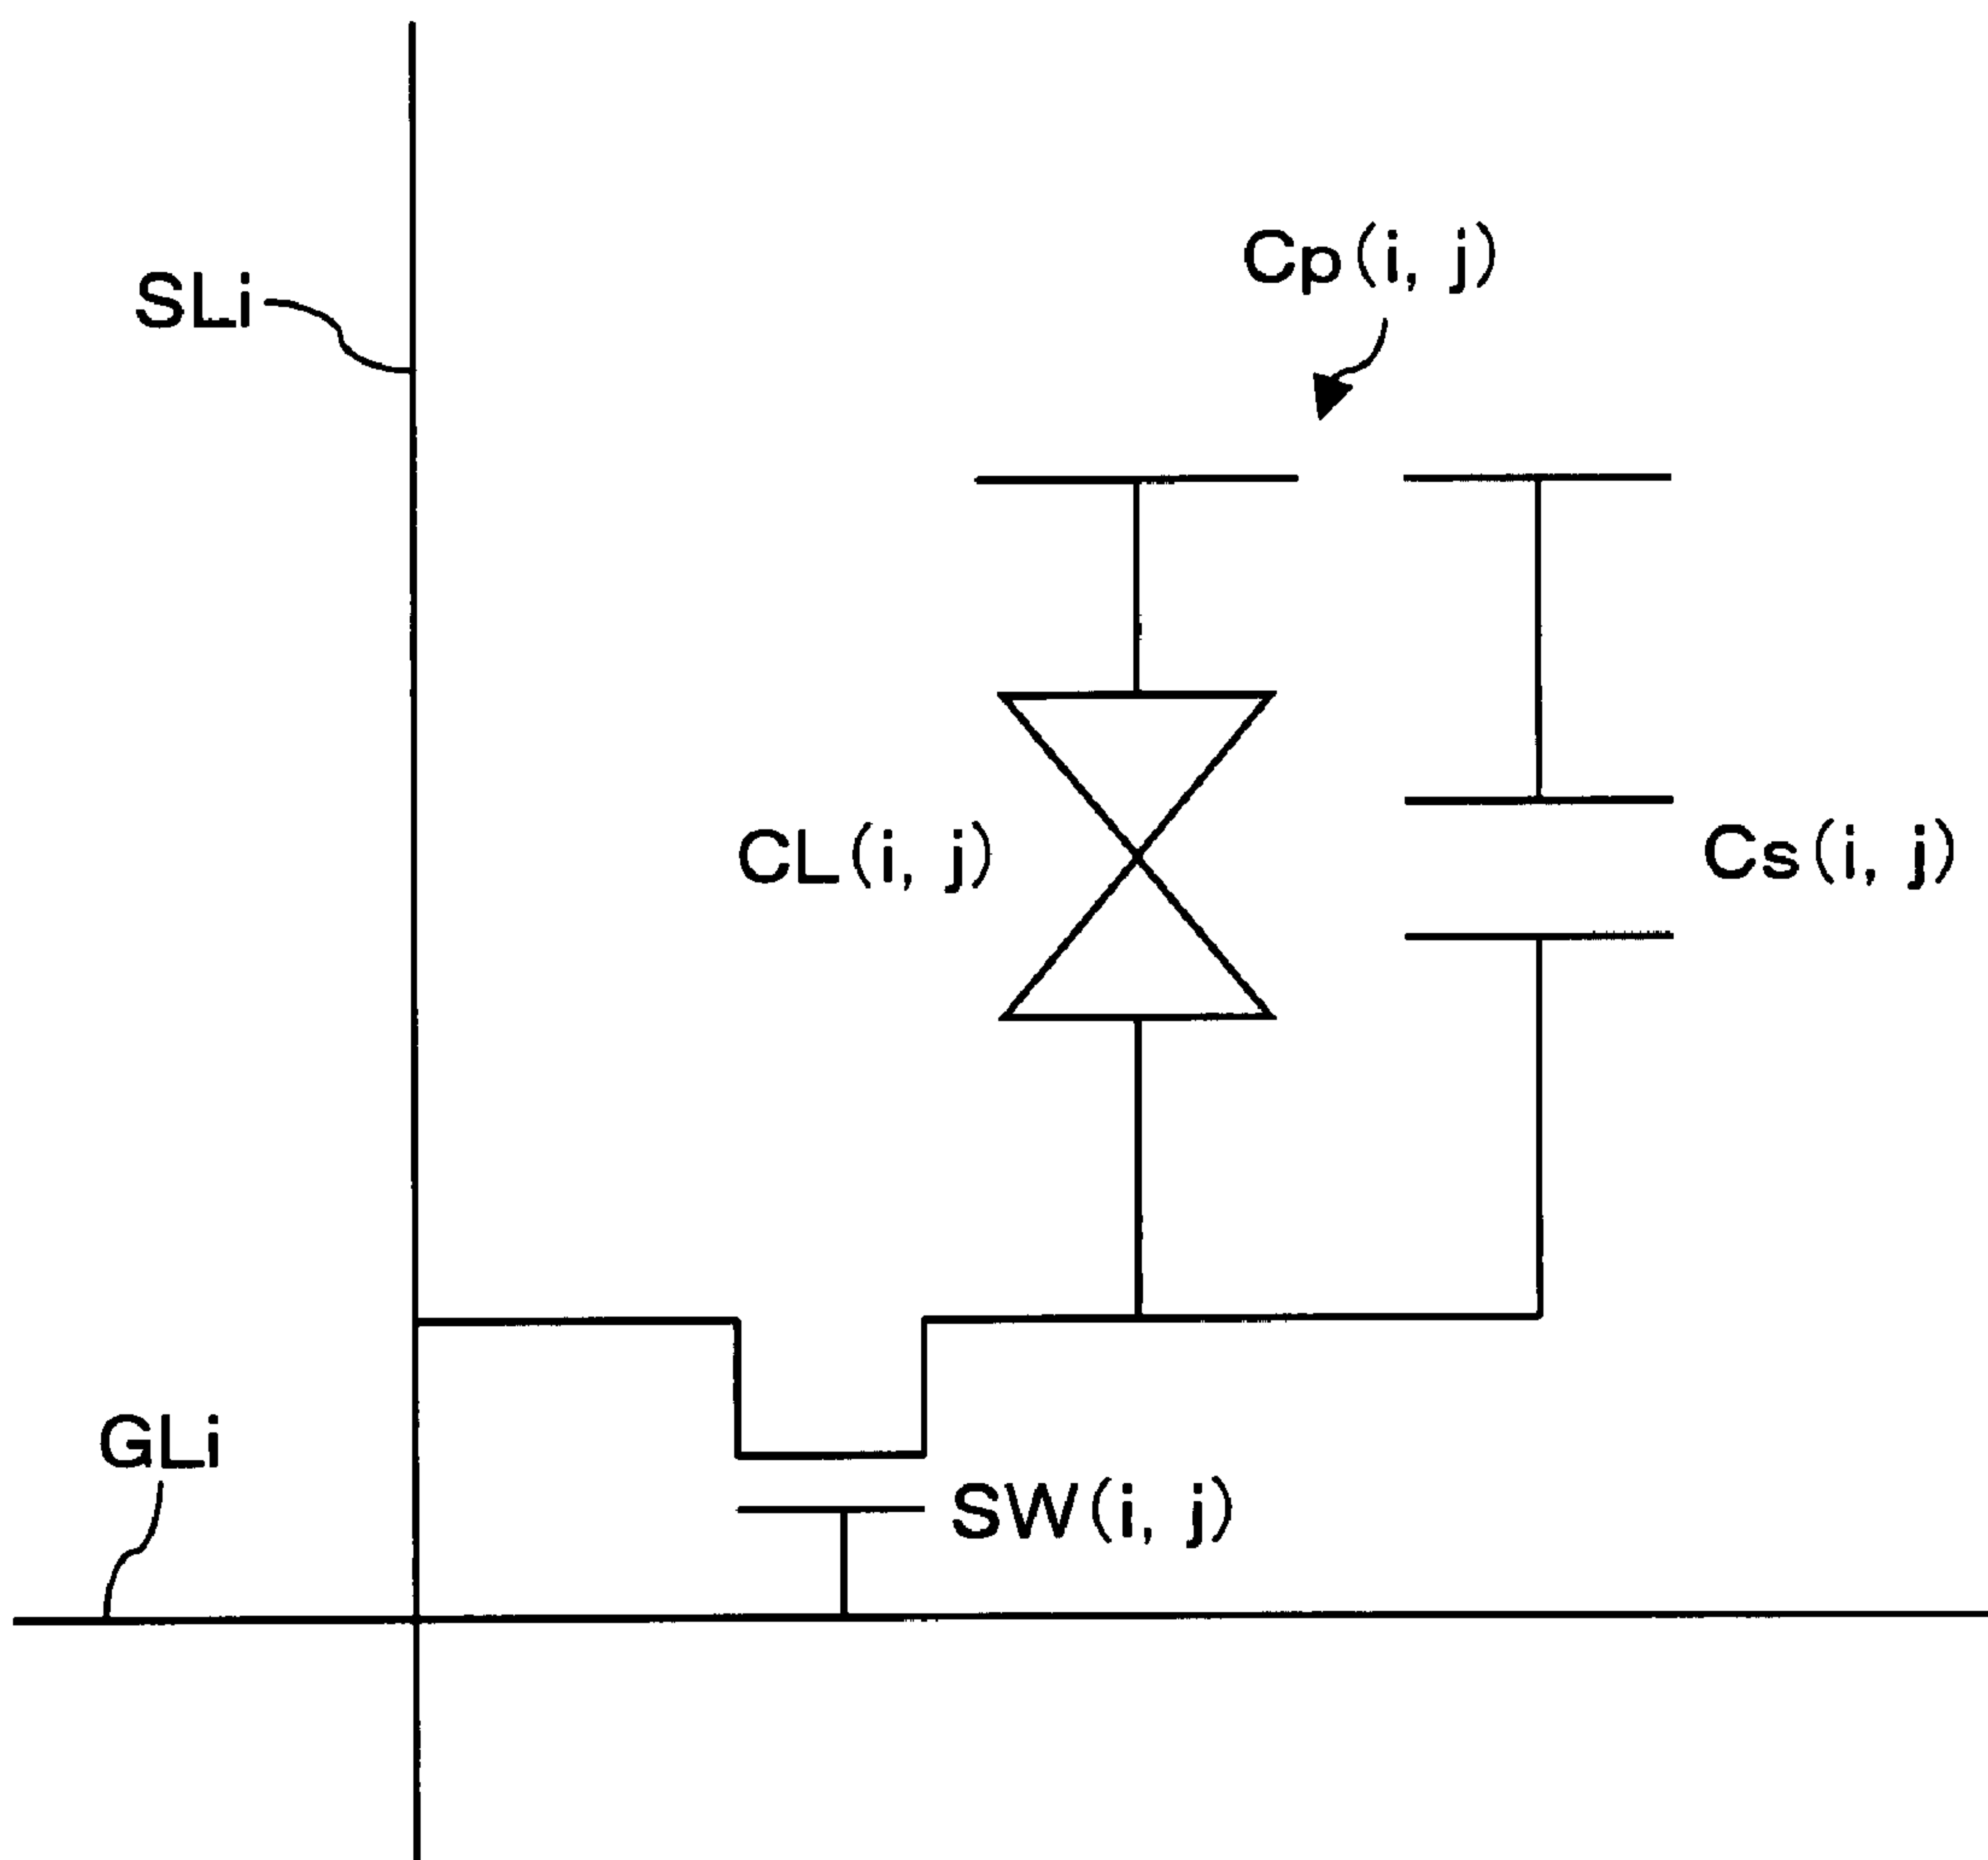 Cp(i, j)
SLi
CL(i, j)
Cs(i, j)
GLi
SW(i, j)